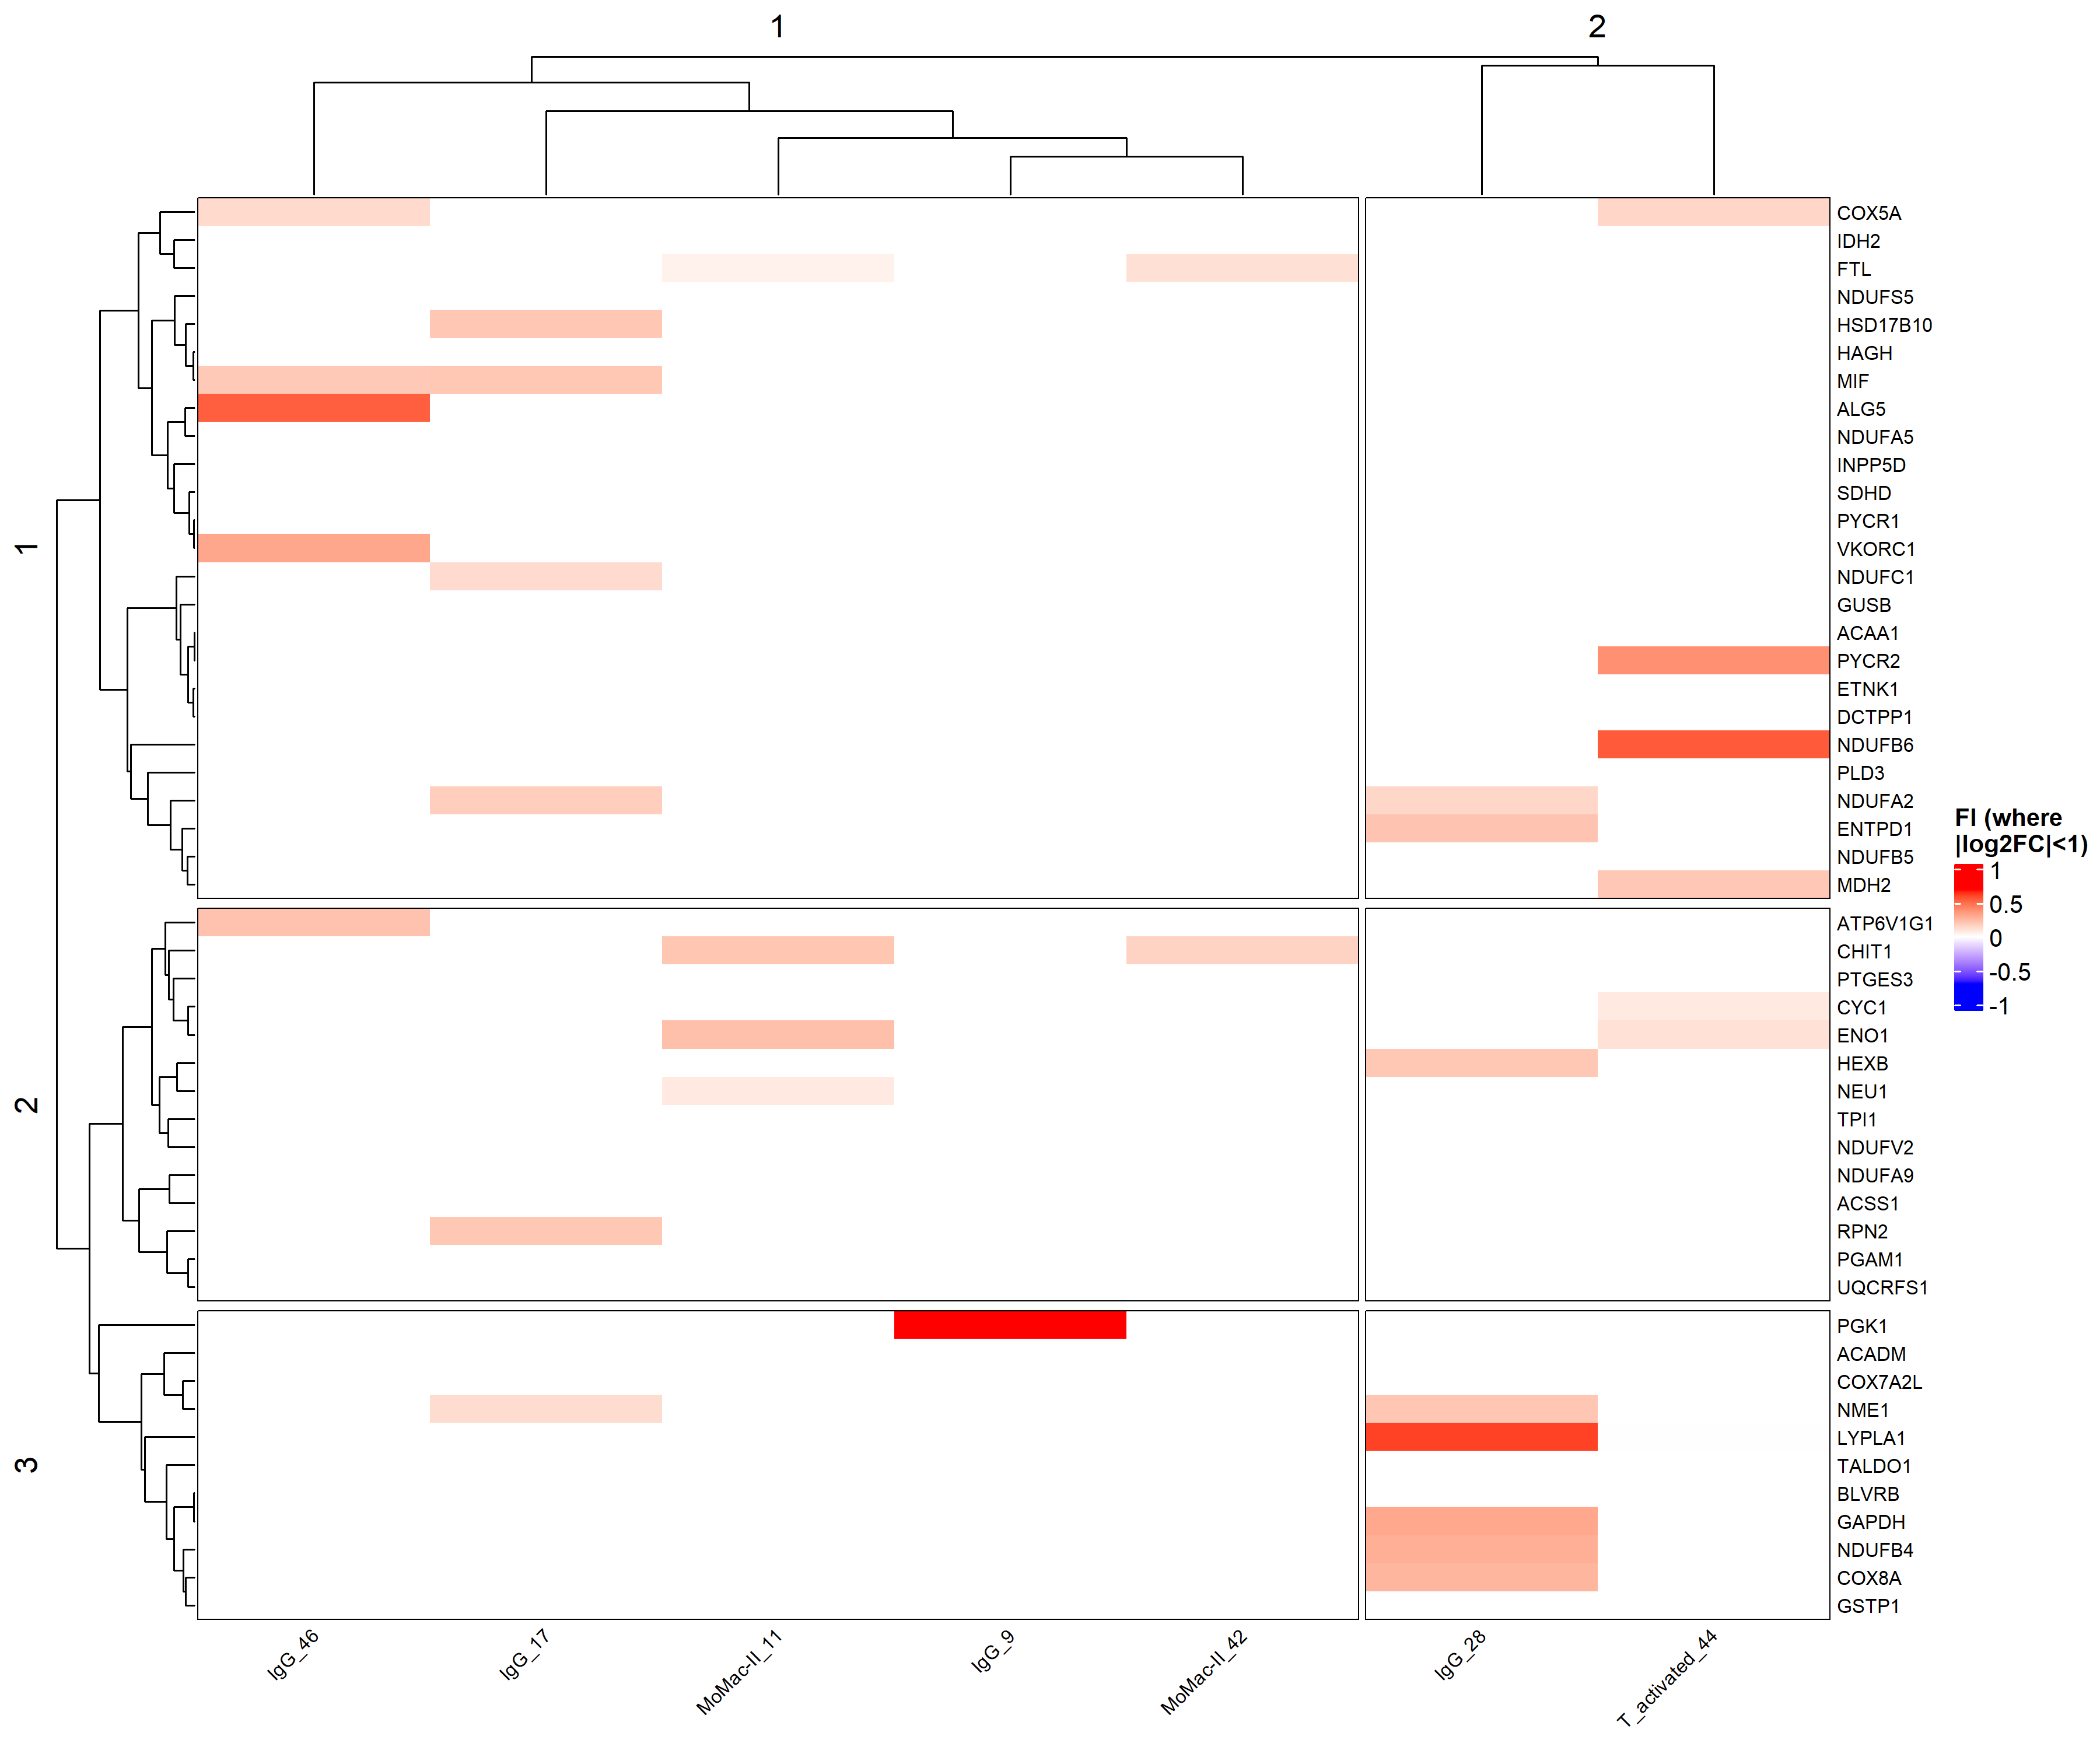 1
2
COX5A
IDH2
FTL
NDUFS5
HSD17B10
HAGH
MIF
ALG5
NDUFA5
INPP5D
SDHD
PYCR1
VKORC1
NDUFC1
GUSB
ACAA1
PYCR2
ETNK1
DCTPP1
NDUFB6
PLD3
NDUFA2
ENTPD1
NDUFB5
MDH2
1
ATP6V1G1
CHIT1
PTGES3
CYC1
ENO1
HEXB
NEU1
TPI1
NDUFV2
NDUFA9
ACSS1
RPN2
PGAM1
UQCRFS1
2
PGK1
ACADM
COX7A2L
NME1
LYPLA1
TALDO1
BLVRB
GAPDH
NDUFB4
COX8A
GSTP1
3
IgG_46
IgG_17
MoMac-II_11
IgG_9
MoMac-II_42
IgG_28
T_activated_44
FI (where
|log2FC|<1)
1
0.5
0
-0.5
-1